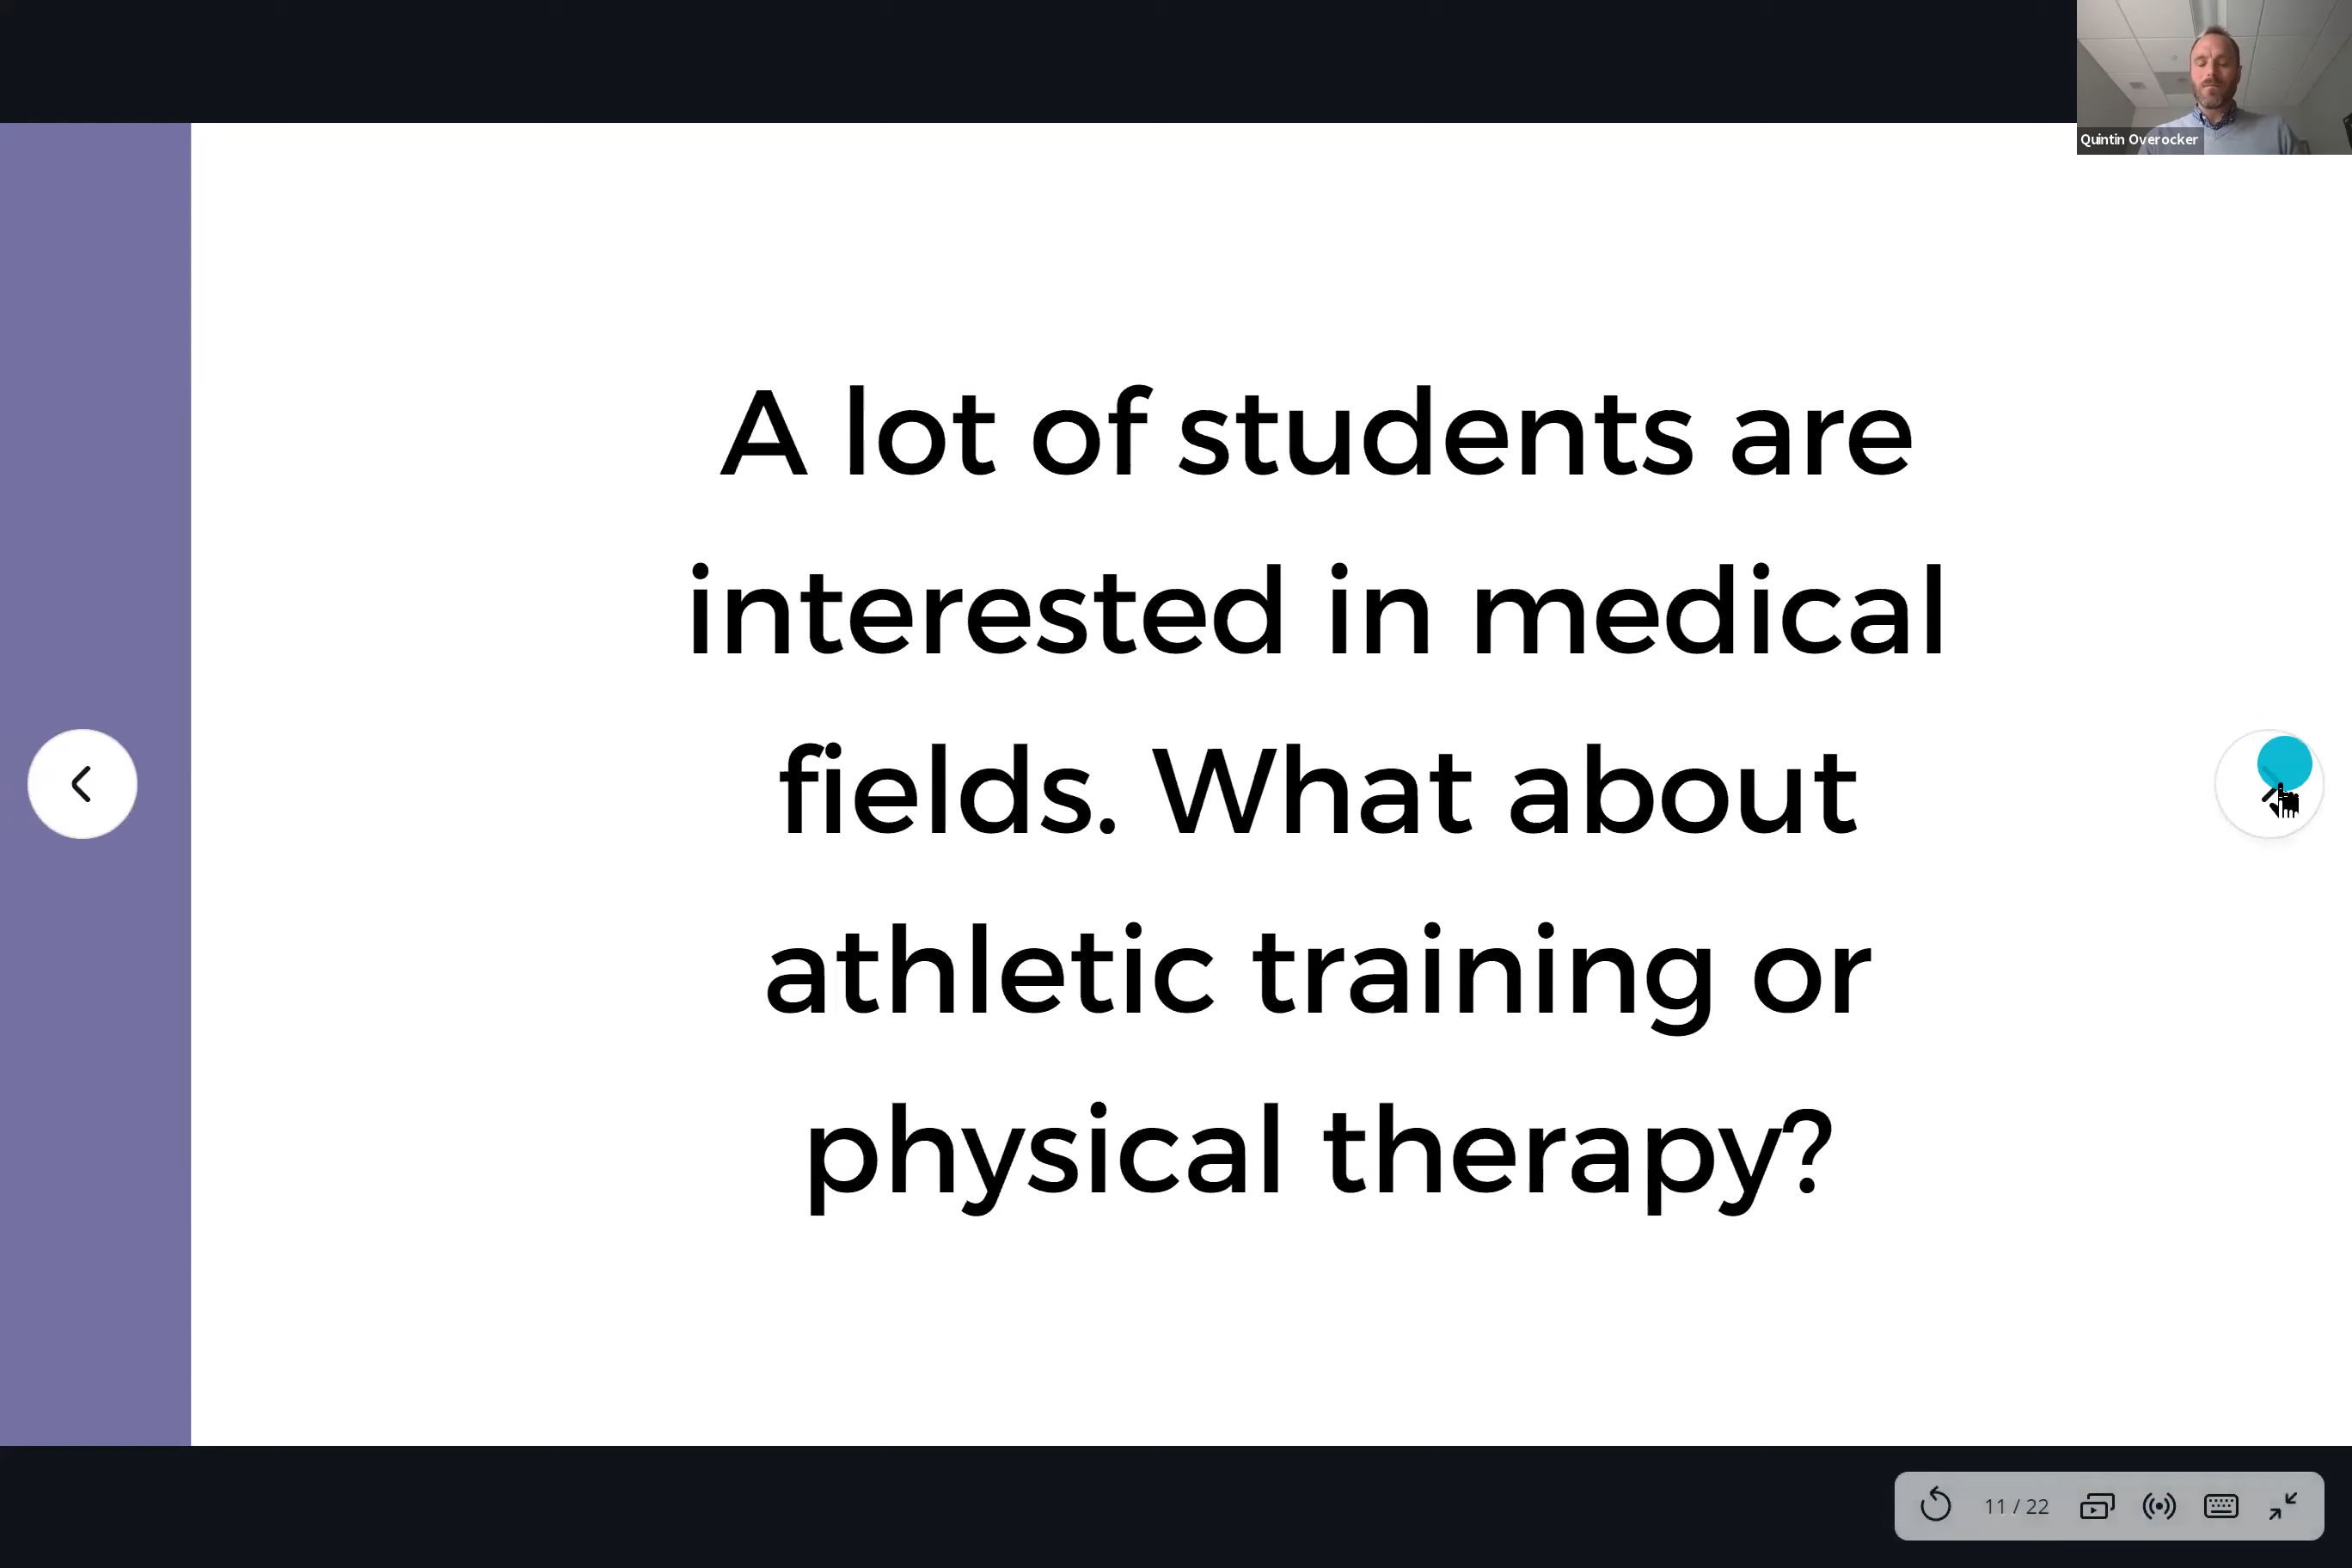 Quintin Overocker
A lot of students are
interested in medical
fields. What about
athletic training or
physical therapy?
11 / 22